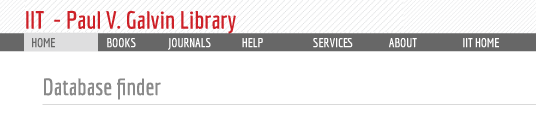 IIT - Paul V. Galvin Library
HOME BOOKS JOURNALS HELP SERVICES ABOUT IIT HOME
Database finder